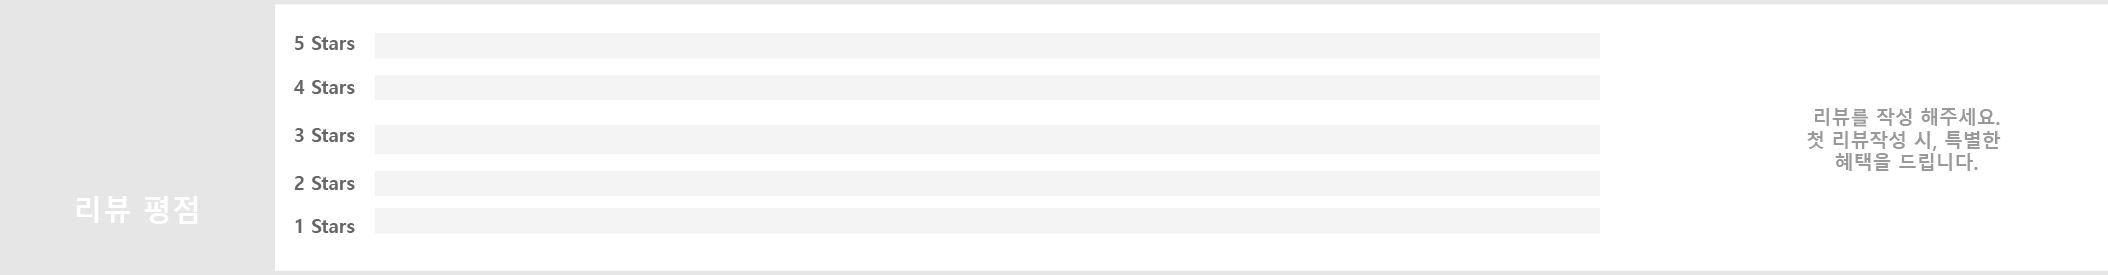 5 Stars
4 Stars
3 Stars
2 Stars
1 Stars
리뷰 평점
리뷰를 작성 해주세요.
첫 리뷰작성 시, 특별한
혜택을 드립니다.